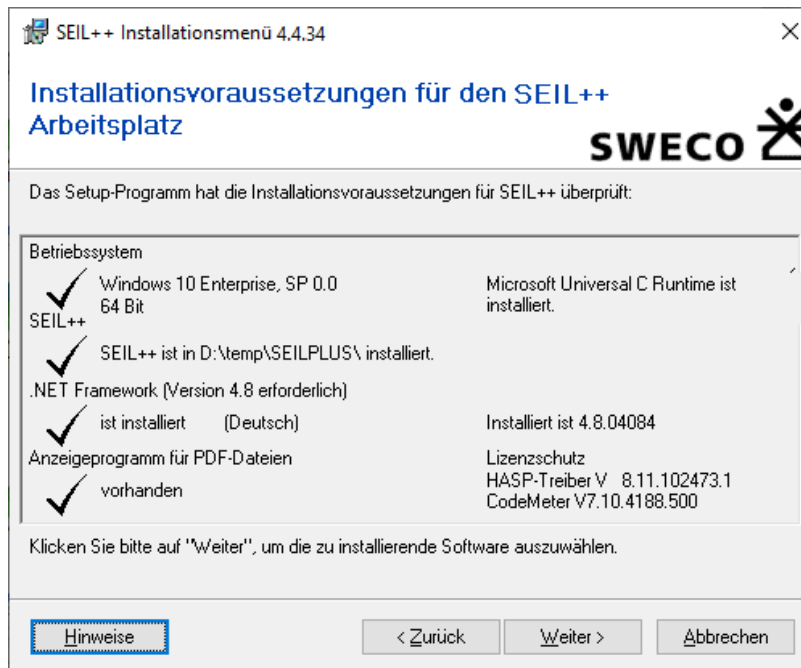 SEIL++ Installationsmenü 4.4.34
Installationsvoraussetzungen für den SEIL++
Arbeitsplatz
SWECO
Das Setup-Programm hat die Installationsvoraussetzungen für SEIL++ überprüft:
Betriebssystem
Windows 10 Enterprise, SP 0.0
64 Bit
Microsoft Universal C Runtime ist
installiert.
SEIL++
SEIL++ ist in D:\temp\SEILPLUS\ installiert.
.NET Framework (Version 4.8 erforderlich)
ist installiert (Deutsch) Installiert ist 4.8.04084
Anzeigeprogramm für PDF-Dateien
vorhanden
Lizenzschutz
HASP-Treiber V 8.11.102473.1
CodeMeter V7.10.4188.500
Klicken Sie bitte auf "Weiter", um die zu installierende Software auszuwählen.
Hinweise < Zurück Weiter > Abbrechen